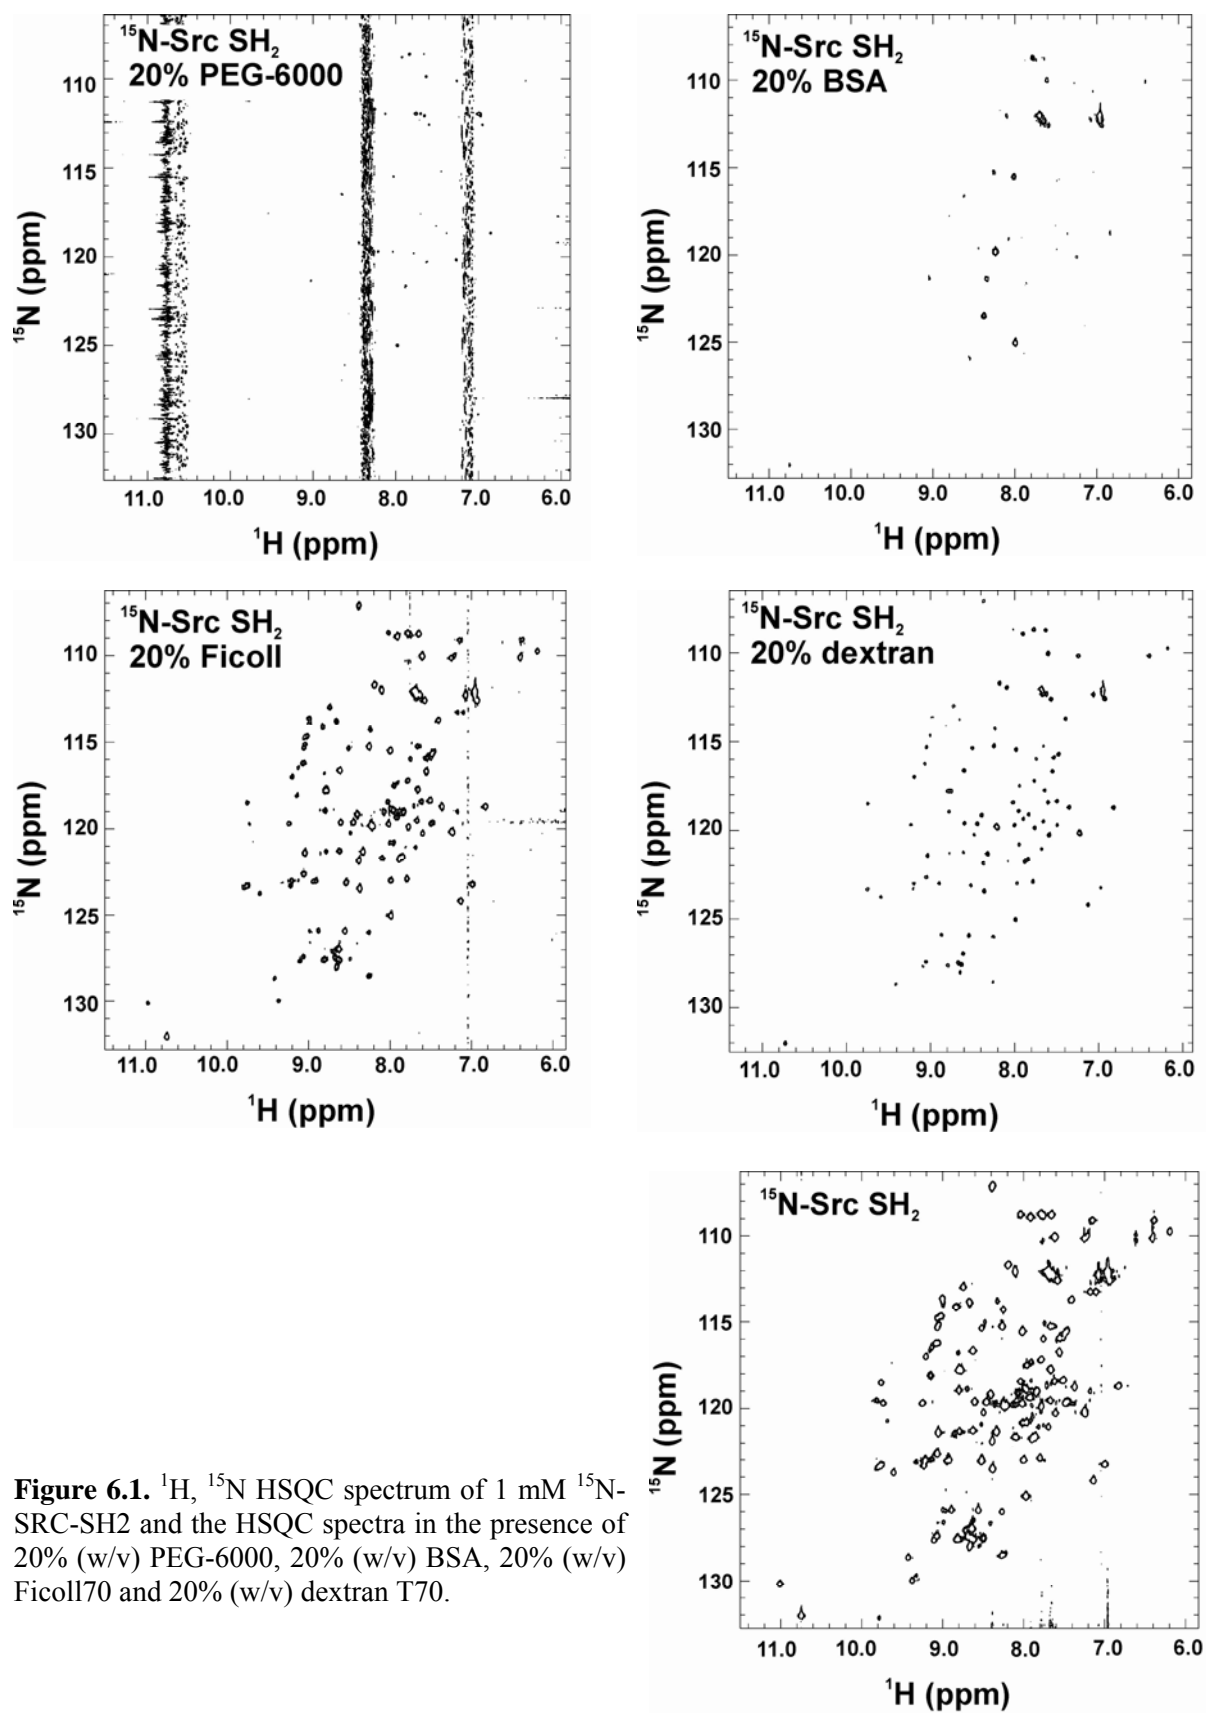 ¹⁵N-Src SH₂
20% PEG-6000
110
115
120
125
130
¹⁵N (ppm)
11.0 10.0 9.0 8.0 7.0 6.0
¹H (ppm)
¹⁵N-Src SH₂
20% BSA
110
115
120
125
130
¹⁵N (ppm)
11.0 10.0 9.0 8.0 7.0 6.0
¹H (ppm)
¹⁵N-Src SH₂
20% Ficoll
110
115
120
125
130
¹⁵N (ppm)
11.0 10.0 9.0 8.0 7.0 6.0
¹H (ppm)
¹⁵N-Src SH₂
20% dextran
110
115
120
125
130
¹⁵N (ppm)
11.0 10.0 9.0 8.0 7.0 6.0
¹H (ppm)
¹⁵N-Src SH₂
110
115
120
125
130
¹⁵N (ppm)
11.0 10.0 9.0 8.0 7.0 6.0
¹H (ppm)
Figure 6.1. ¹H, ¹⁵N HSQC spectrum of 1 mM ¹⁵N-
SRC-SH2 and the HSQC spectra in the presence of
20% (w/v) PEG-6000, 20% (w/v) BSA, 20% (w/v)
Ficoll70 and 20% (w/v) dextran T70.